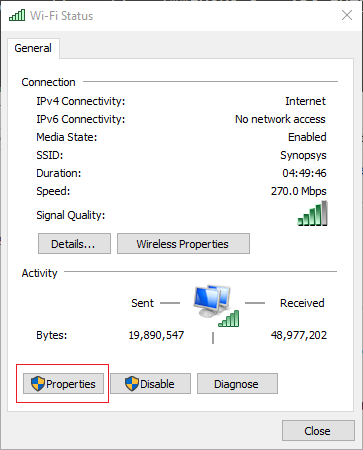 Wi-Fi Status
General
Connection
IPv4 Connectivity: Internet
IPv6 Connectivity: No network access
Media State: Enabled
SSID: Synopsys
Duration: 04:49:46
Speed: 270.0 Mbps
Signal Quality:
Details... Wireless Properties
Activity
Sent Received
Bytes: 19,890,547 48,977,202
Properties Disable Diagnose
Close